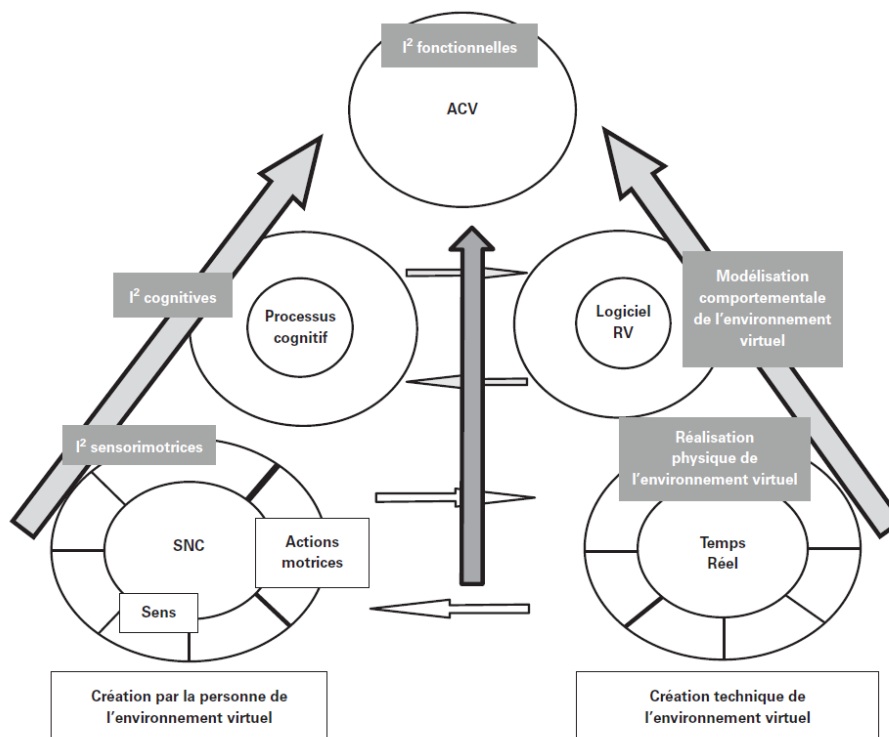 I² fonctionnelles
ACV
I² cognitives
Processus
cognitif
Logiciel
RV
Modélisation
comportementale
de l'environnement
virtuel
I² sensorimotrices
Réalisation
physique de
l'environnement virtuel
SNC
Actions
motrices
Sens
Temps
Réel
Création par la personne de
l'environnement virtuel
Création technique de
l'environnement virtuel